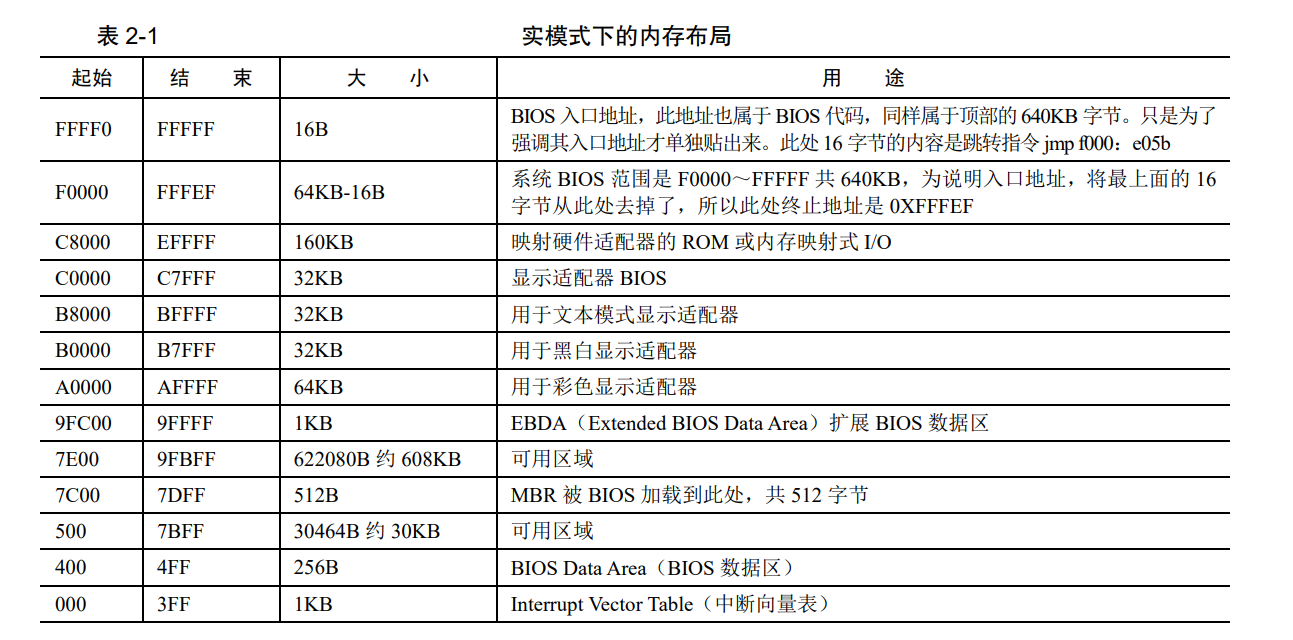 表 2-1 实模式下的内存布局
起始 结 束 大 小 用 途
FFFF0 FFFFF 16B BIOS 入口地址，此地址也属于 BIOS 代码，同样属于顶部的 640KB 字节。只是为了
强调其入口地址才单独贴出来。此处 16 字节的内容是跳转指令 jmp f000：e05b
F0000 FFFEF 64KB-16B 系统 BIOS 范围是 F0000～FFFFF 共 640KB，为说明入口地址，将最上面的 16
字节从此处去掉了，所以此处终止地址是 0XFFFEF
C8000 EFFFF 160KB 映射硬件适配器的 ROM 或内存映射式 I/O
C0000 C7FFF 32KB 显示适配器 BIOS
B8000 BFFFF 32KB 用于文本模式显示适配器
B0000 B7FFF 32KB 用于黑白显示适配器
A0000 AFFFF 64KB 用于彩色显示适配器
9FC00 9FFFF 1KB EBDA（Extended BIOS Data Area）扩展 BIOS 数据区
7E00 9FBFF 622080B 约 608KB 可用区域
7C00 7DFF 512B MBR 被 BIOS 加载到此处，共 512 字节
500 7BFF 30464B 约 30KB 可用区域
400 4FF 256B BIOS Data Area（BIOS 数据区）
000 3FF 1KB Interrupt Vector Table（中断向量表）